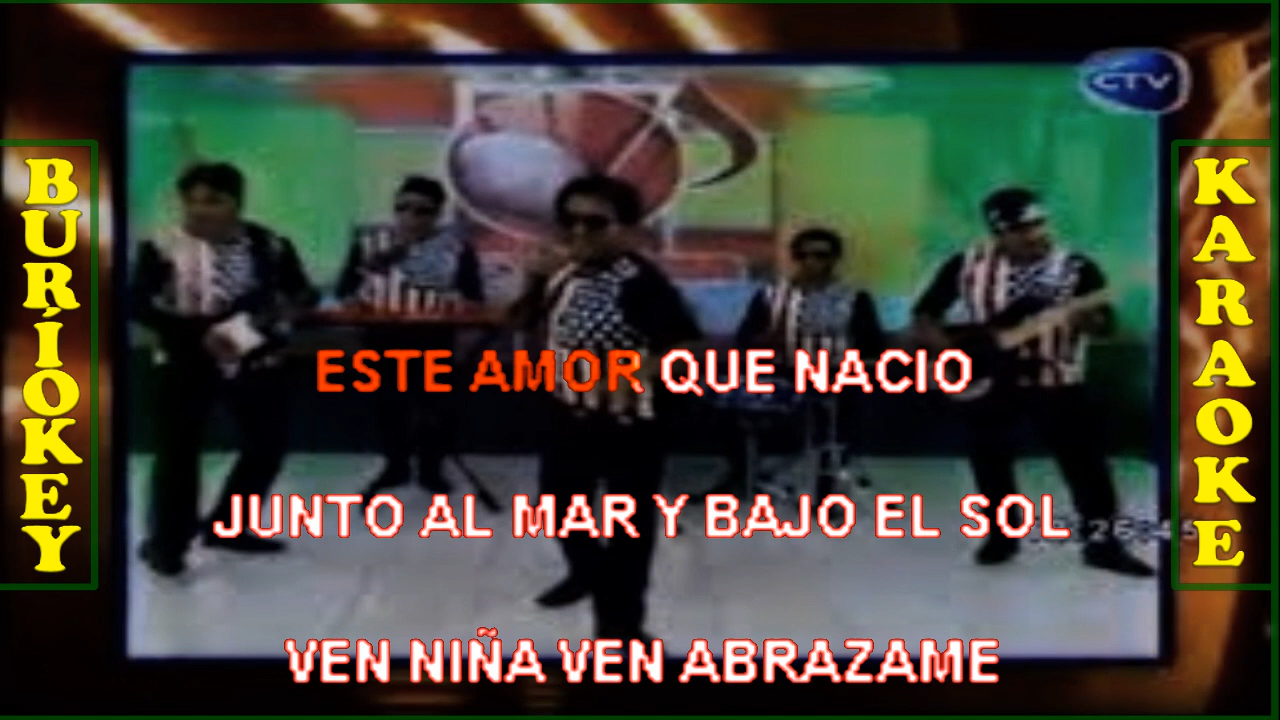 CTV
BURÍOKEY
KARAOKE
ESTE AMOR QUE NACIO
JUNTO AL MAR Y BAJO EL SOL
VEN NIÑA VEN ABRAZAME